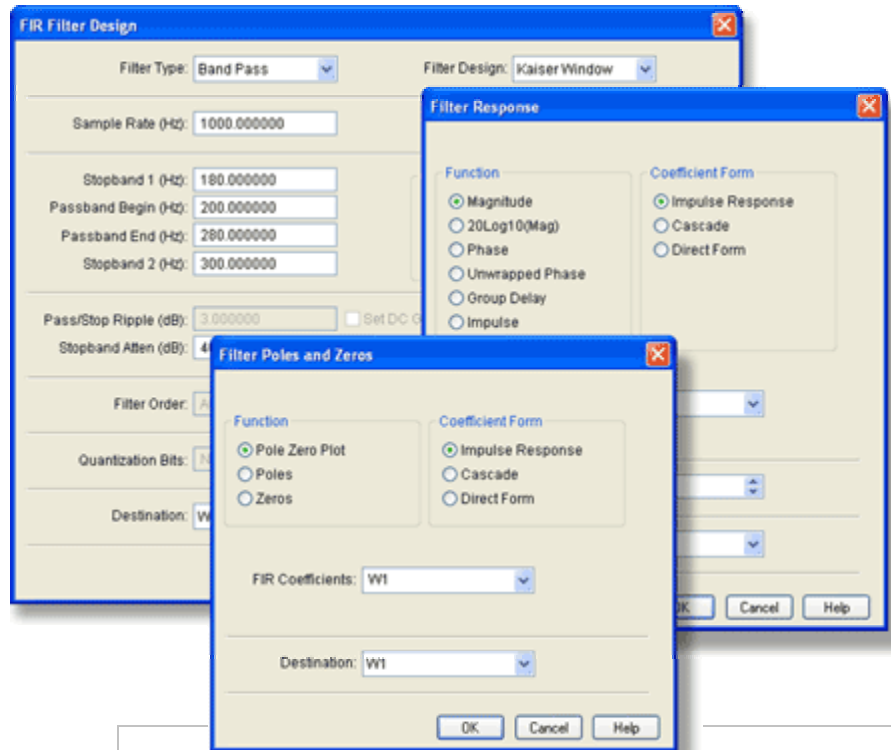 FIR Filter Design
Filter Type: Band Pass
Filter Design: Kaiser Window
Sample Rate (Hz): 1000.000000
Stopband 1 (Hz): 180.000000
Passband Begin (Hz): 200.000000
Passband End (Hz): 280.000000
Stopband 2 (Hz): 300.000000
Pass/Stop Ripple (dB): 3.000000
Set DC G
Stopband Atten (dB):
Filter Order:
Quantization Bits:
Destination:
Filter Response
Function
Magnitude
20Log10(Mag)
Phase
Unwrapped Phase
Group Delay
Impulse
Coefficient Form
Impulse Response
Cascade
Direct Form
Cancel
Help
Filter Poles and Zeros
Function
Pole Zero Plot
Poles
Zeros
Coefficient Form
Impulse Response
Cascade
Direct Form
FIR Coefficients: W1
Destination: W1
OK
Cancel
Help